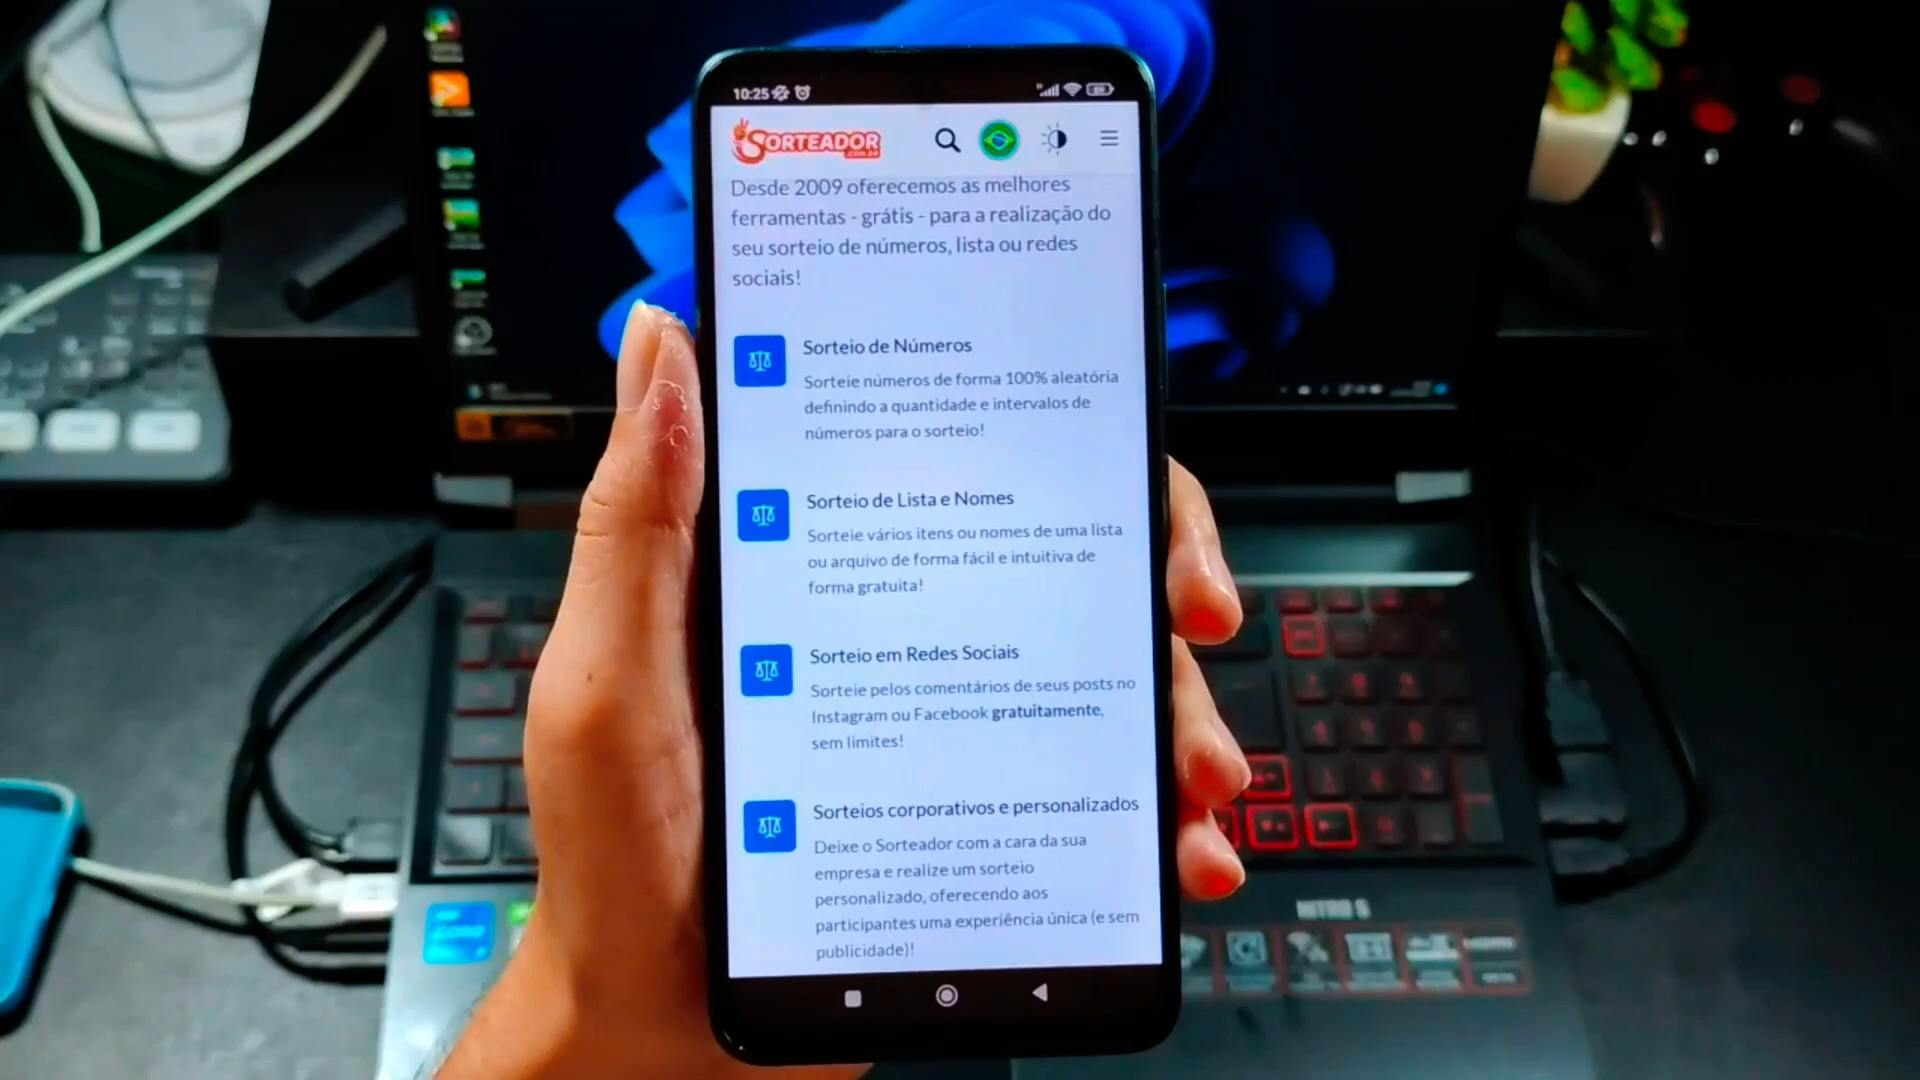 10:25
SORTEADOR
.COM.BR
Desde 2009 oferecemos as melhores
ferramentas - grátis - para a realização do
seu sorteio de números, lista ou redes
sociais!
Sorteio de Números
Sorteie números de forma 100% aleatória
definindo a quantidade e intervalos de
números para o sorteio!
Sorteio de Lista e Nomes
Sorteie vários itens ou nomes de uma lista
ou arquivo de forma fácil e intuitiva de
forma gratuita!
Sorteio em Redes Sociais
Sorteie pelos comentários de seus posts no
Instagram ou Facebook gratuitamente,
sem limites!
Sorteios corporativos e personalizados
Deixe o Sorteador com a cara da sua
empresa e realize um sorteio
personalizado, oferecendo aos
participantes uma experiência única (e sem
publicidade)!
NITRO 5